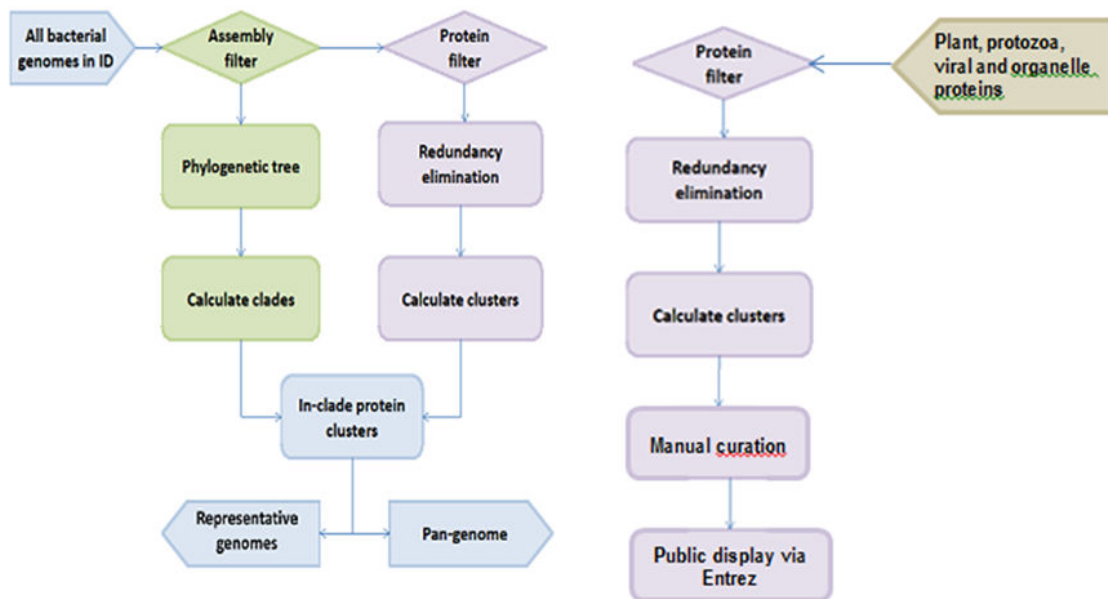 All bacterial
genomes in ID
Assembly
filter
Protein
filter
Phylogenetic tree
Redundancy
elimination
Calculate clades
Calculate clusters
In-clade protein
clusters
Representative
genomes
Pan-genome
Plant, protozoa,
viral and organelle
proteins
Protein
filter
Redundancy
elimination
Calculate clusters
Manual curation
Public display via
Entrez